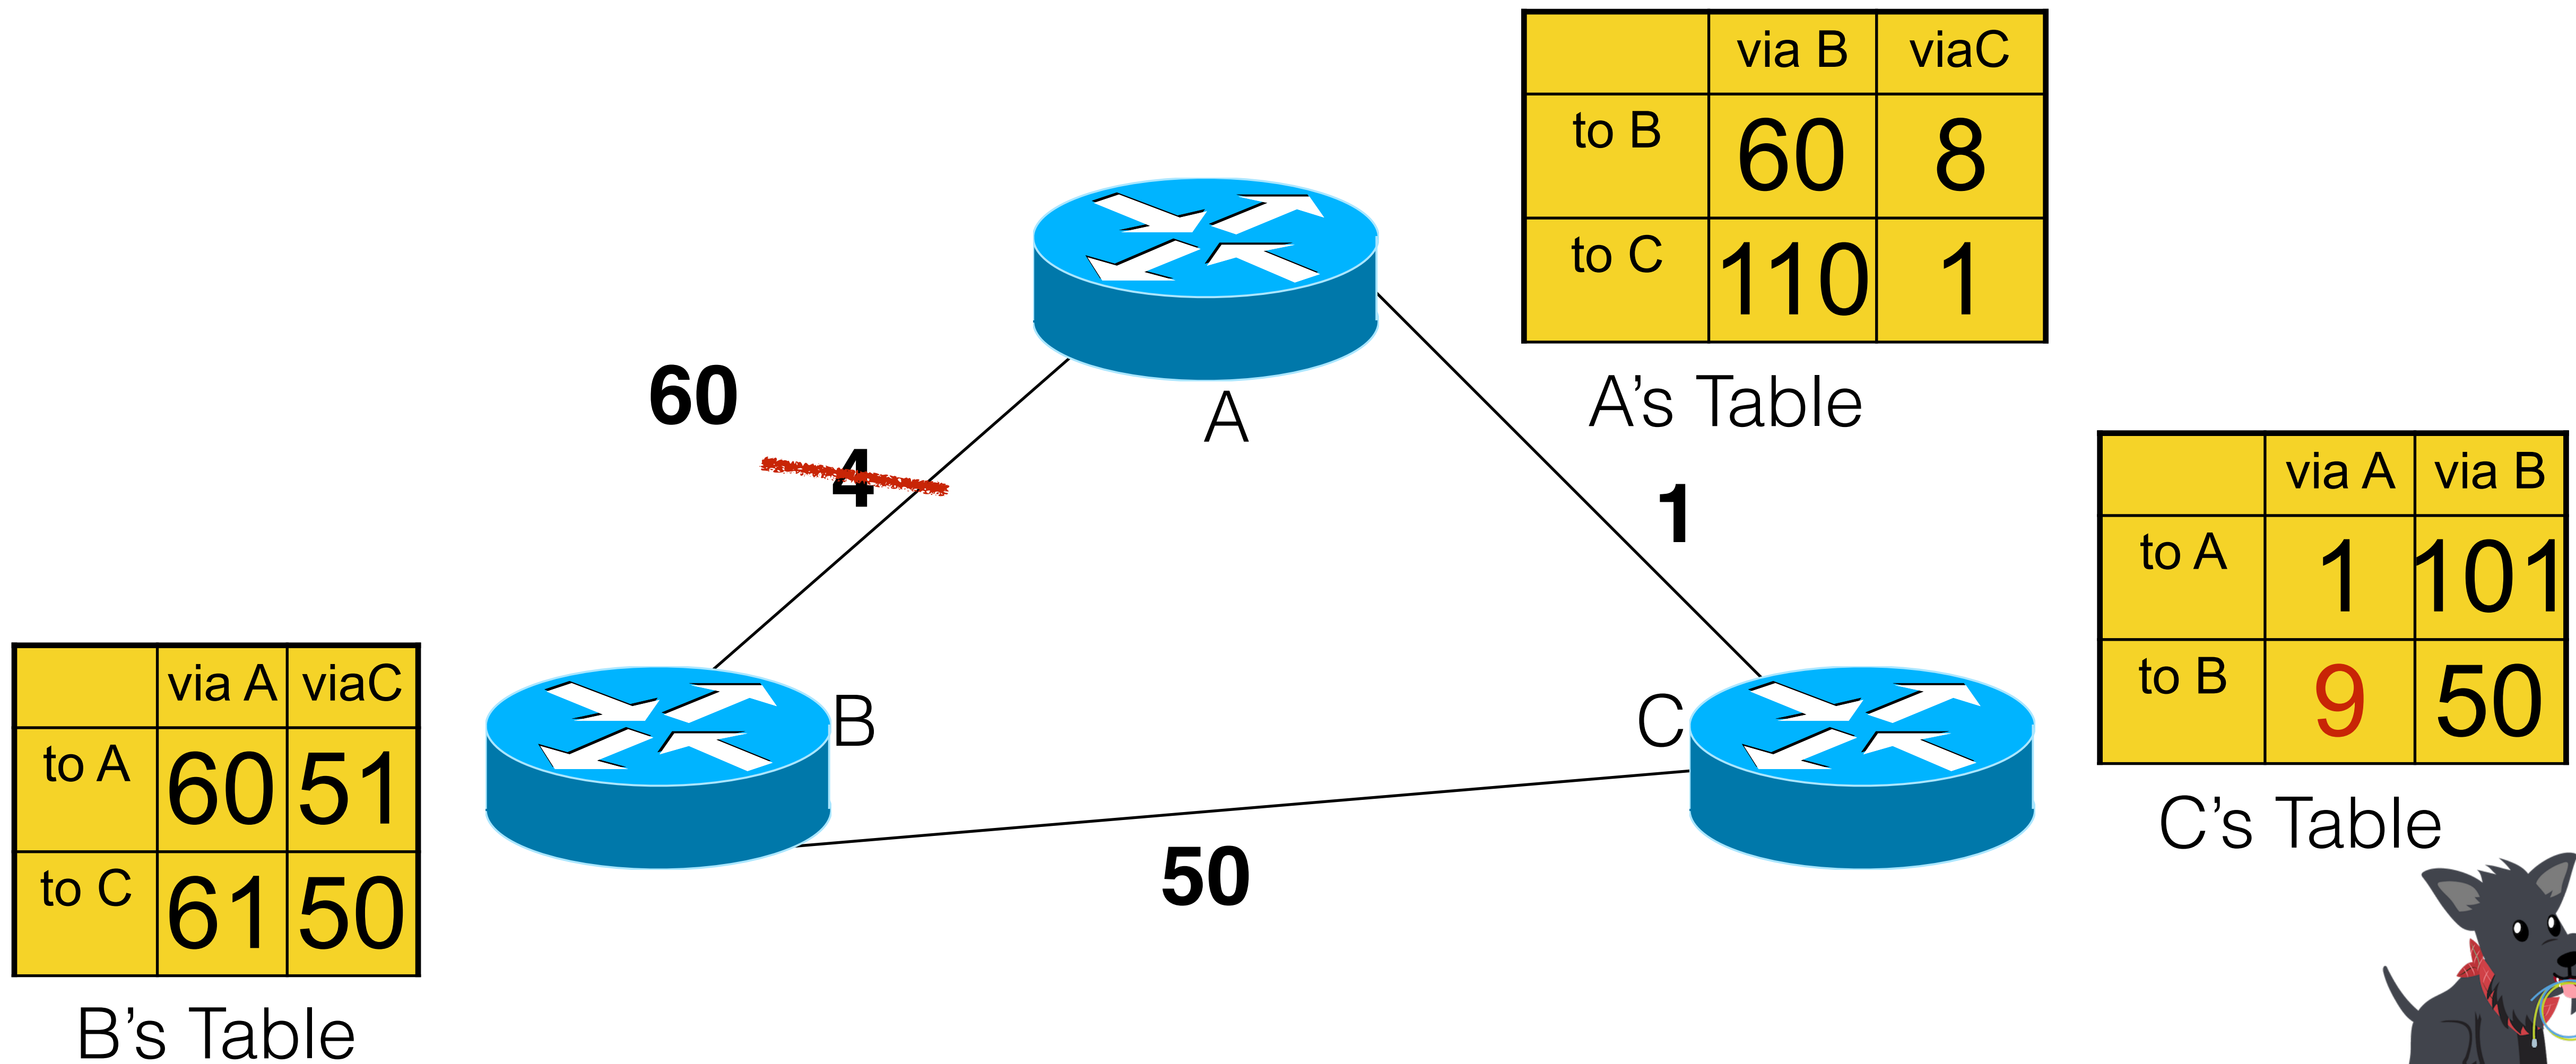 via B viaC
to B 60 8
to C 110 1
A's Table
60
4
A
1
via A via B
to A 1 101
to B 9 50
C's Table
via A viaC
to A 60 51
to C 61 50
B's Table
B
C
50